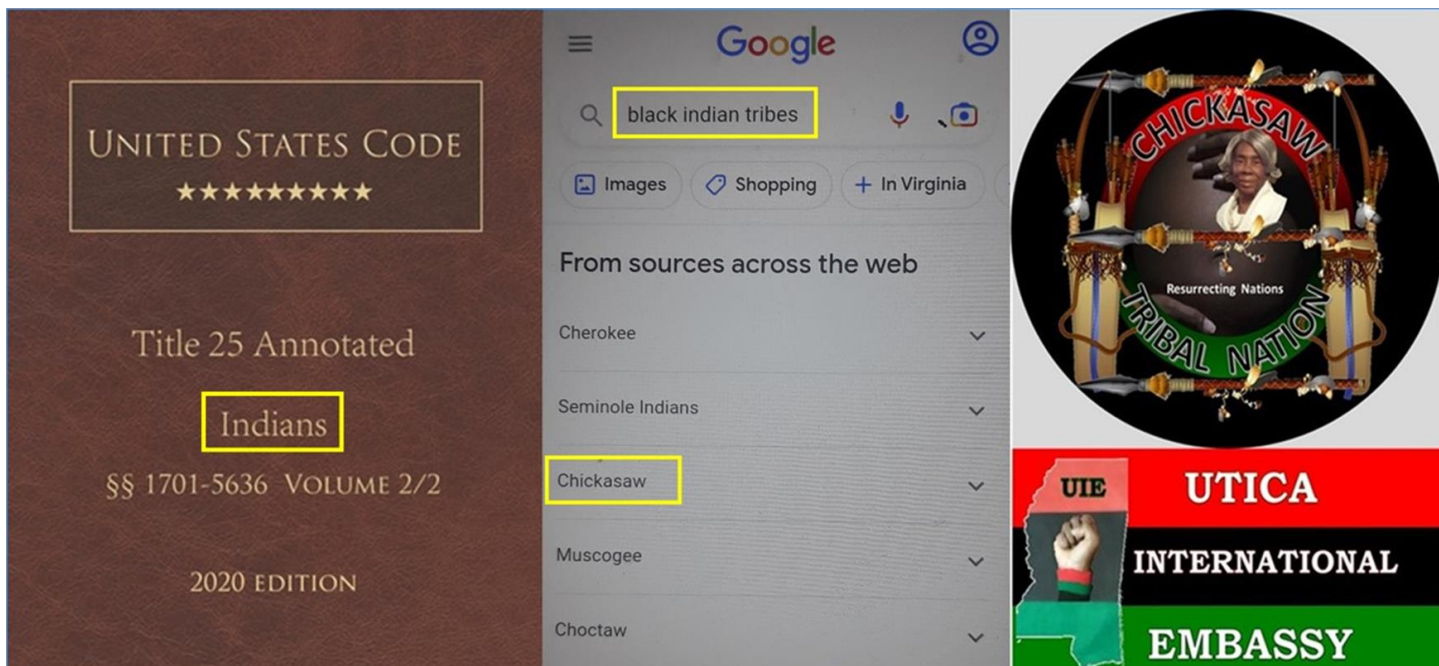 UNITED STATES CODE
Title 25 Annotated
Indians
§§ 1701-5636 VOLUME 2/2
2020 EDITION
Google
black indian tribes
Images
Shopping
+ In Virginia
From sources across the web
Cherokee
Seminole Indians
Chickasaw
Muscogee
Choctaw
CHICKASAW
Resurrecting Nations
TRIBAL NATION
UIE
UTICA
INTERNATIONAL
EMBASSY